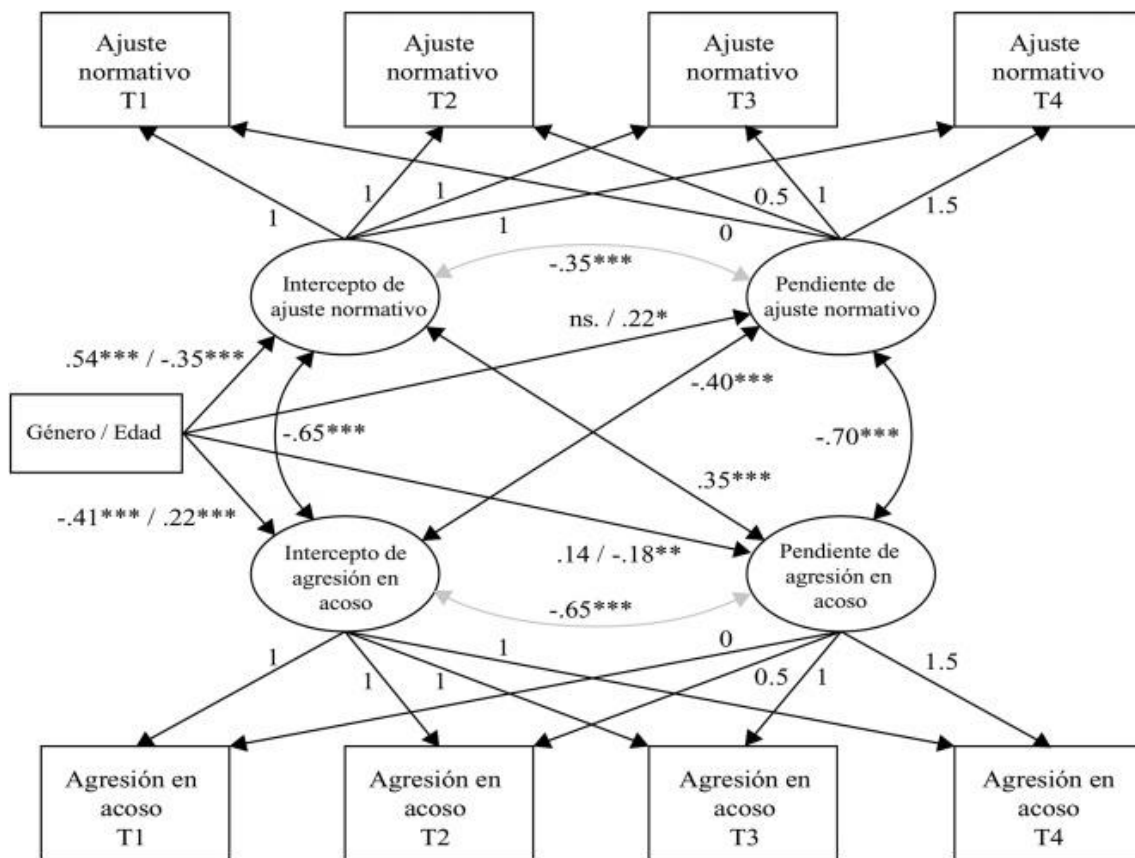 Ajuste
normativo
T1
Ajuste
normativo
T2
Ajuste
normativo
T3
Ajuste
normativo
T4
1
1
1
1
0
0.5
1
1.5
-.35***
Intercepto de
ajuste normativo
Pendiente de
ajuste normativo
ns. / .22*
.54*** / -.35***
-.40***
Género / Edad
-.65***
-.70***
.35***
-.41*** / .22***
Intercepto de
agresión en
acoso
.14 / -.18**
Pendiente de
agresión en
acoso
-.65***
1
1
1
1
0
0.5
1
1.5
Agresión en
acoso
T1
Agresión en
acoso
T2
Agresión en
acoso
T3
Agresión en
acoso
T4